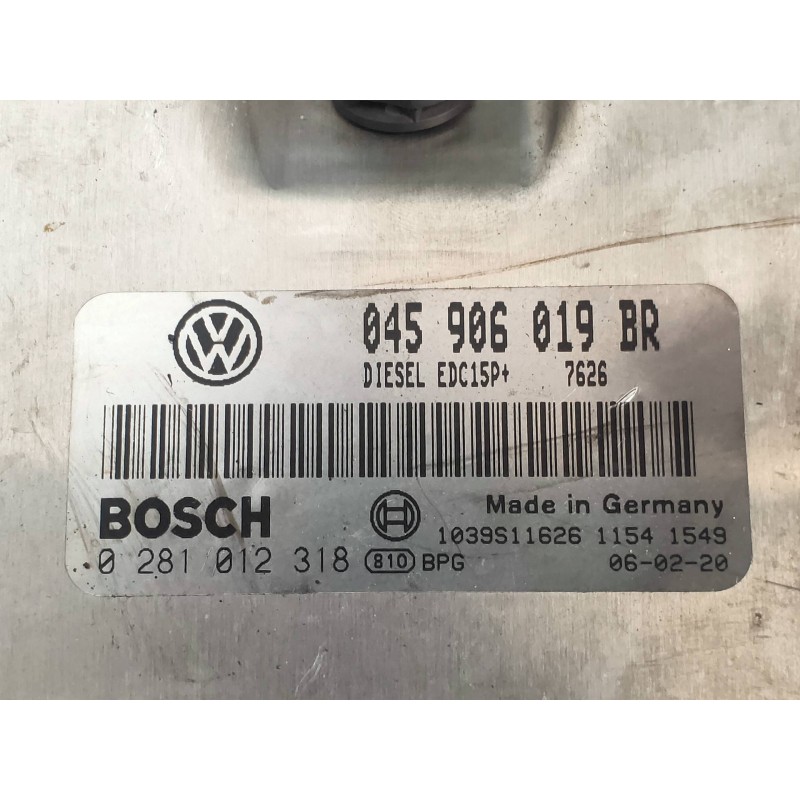 045 906 019 BR
DIESEL EDC15P+ 7626
BOSCH
Made in Germany
1039S11626 1154 1549
0 281 012 318 810 BPG 06-02-20